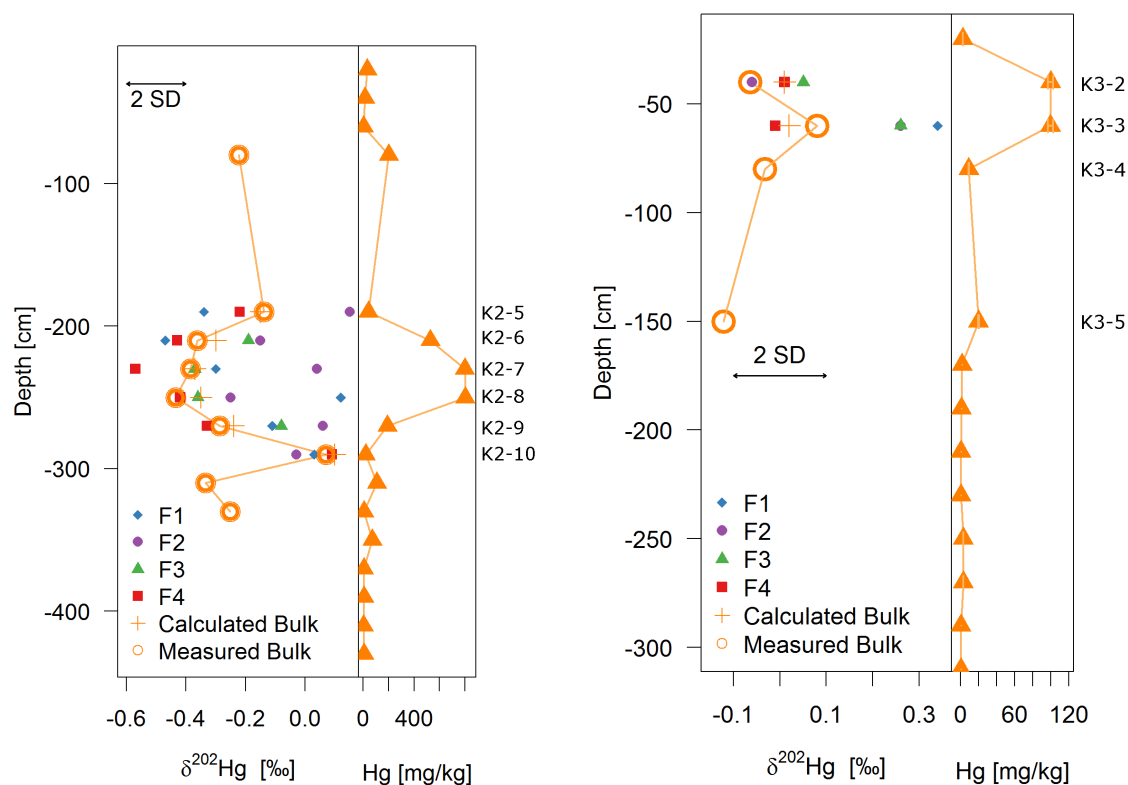 2 SD
-100
-200
-300
-400
Depth [cm]
K2-5
K2-6
K2-7
K2-8
K2-9
K2-10
F1
F2
F3
F4
Calculated Bulk
Measured Bulk
-0.6 -0.4 -0.2 0.0 0 400
δ202Hg [‰] Hg [mg/kg]
-50
-100
-150
-200
-250
-300
Depth [cm]
K3-2
K3-3
K3-4
K3-5
2 SD
F1
F2
F3
F4
Calculated Bulk
Measured Bulk
-0.1 0.1 0.3 0 60 120
δ202Hg [‰] Hg [mg/kg]